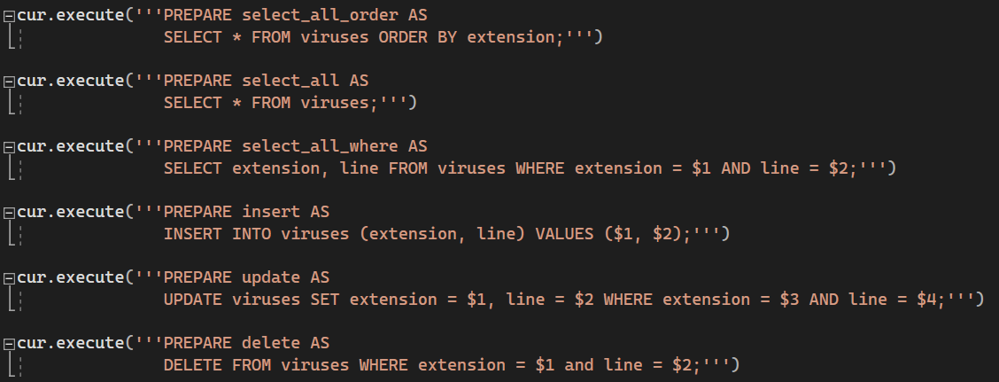 cur.execute('''PREPARE select_all_order AS
SELECT * FROM viruses ORDER BY extension;''')
cur.execute('''PREPARE select_all AS
SELECT * FROM viruses;''')
cur.execute('''PREPARE select_all_where AS
SELECT extension, line FROM viruses WHERE extension = $1 AND line = $2;''')
cur.execute('''PREPARE insert AS
INSERT INTO viruses (extension, line) VALUES ($1, $2);''')
cur.execute('''PREPARE update AS
UPDATE viruses SET extension = $1, line = $2 WHERE extension = $3 AND line = $4;''')
cur.execute('''PREPARE delete AS
DELETE FROM viruses WHERE extension = $1 and line = $2;''')